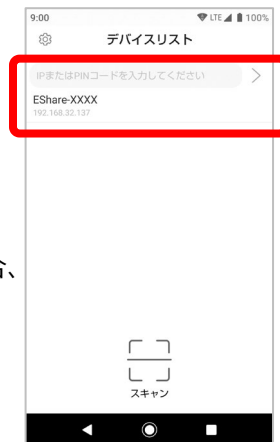 9:00 LTE 100%
デバイスリスト
IPまたはPINコードを入力してください
EShare-XXXX
192.168.32.137
合、
スキャン